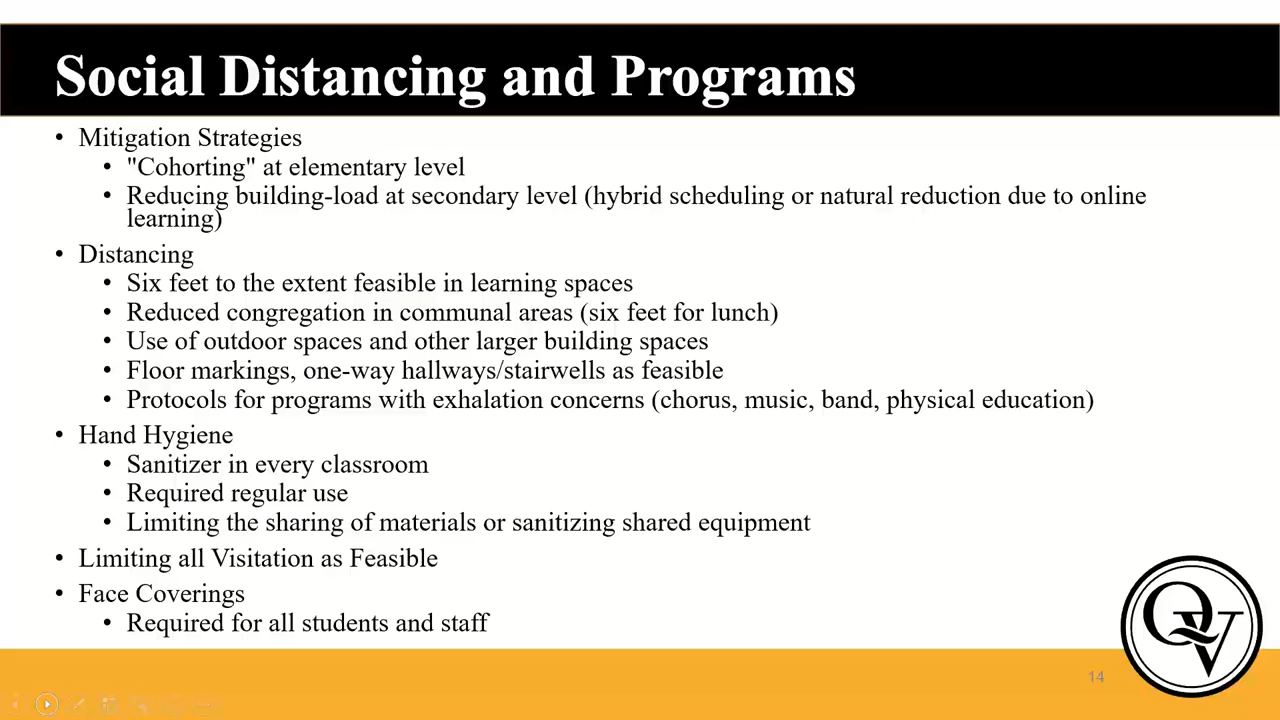 Social Distancing and Programs
• Mitigation Strategies
• "Cohorting" at elementary level
• Reducing building-load at secondary level (hybrid scheduling or natural reduction due to online
learning)
• Distancing
• Six feet to the extent feasible in learning spaces
• Reduced congregation in communal areas (six feet for lunch)
• Use of outdoor spaces and other larger building spaces
• Floor markings, one-way hallways/stairwells as feasible
• Protocols for programs with exhalation concerns (chorus, music, band, physical education)
• Hand Hygiene
• Sanitizer in every classroom
• Required regular use
• Limiting the sharing of materials or sanitizing shared equipment
• Limiting all Visitation as Feasible
• Face Coverings
• Required for all students and staff
QV
14